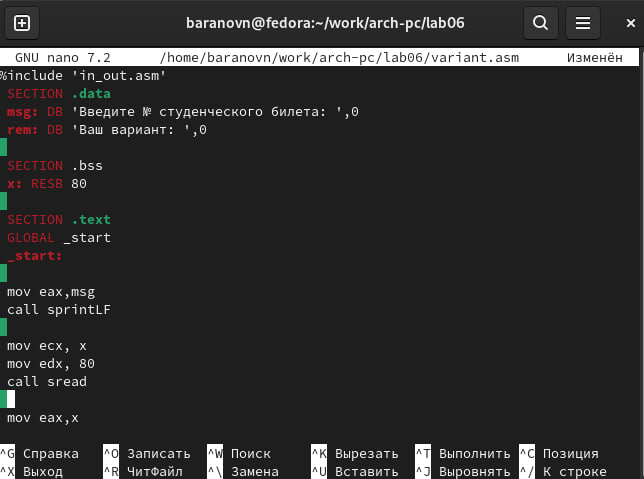 baranovn@fedora:~/work/arch-pc/lab06
GNU nano 7.2 /home/baranovn/work/arch-pc/lab06/variant.asm Изменён
%include 'in_out.asm'
SECTION .data
msg: DB 'Введите № студенческого билета: ',0
rem: DB 'Ваш вариант: ',0
SECTION .bss
x: RESB 80
SECTION .text
GLOBAL _start
_start:
mov eax,msg
call sprintLF
mov ecx, x
mov edx, 80
call sread
mov eax,x
^G Справка ^O Записать ^W Поиск ^K Вырезать ^T Выполнить ^C Позиция
^X Выход ^R ЧитФайл ^\ Замена ^U Вставить ^J Выровнять ^/ К строке